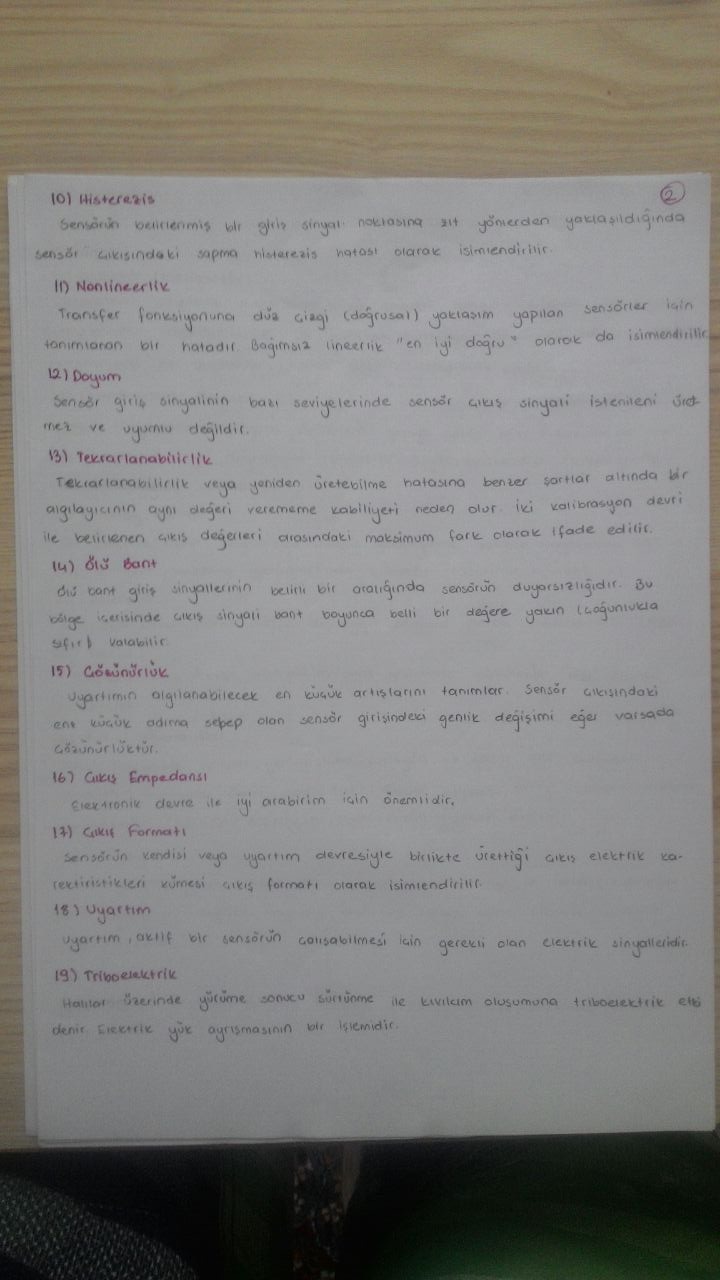 10) Histerezis
2
Sensörün belirlenmiş bir giriş sinyal noktasına zıt yönlerden yaklaşıldığında
sensör çıkışındaki sapma histerezis hatası olarak isimlendirilir.
11) Nonlineerlik
Transfer fonksiyonuna düz çizgi (doğrusal) yaklaşım yapılan sensörler için
tanımlanan bir hatadır. Bağımsız lineerlik "en iyi doğru" olarak da isimlendirilir
12) Doyum
Sensör giriş sinyalinin bazı seviyelerinde sensör çıkış sinyali istenileni üret
mez ve uyumlu değildir.
13) Tekrarlanabilirlik
Tekrarlanabilirlik veya yeniden üretebilme hatasına benzer şartlar altında bir
algılayıcının aynı değeri verememe kabiliyeti neden olur. İki kalibrasyon devri
ile belirlenen çıkış değerleri arasındaki maksimum fark olarak ifade edilir.
14) Ölü Bant
Ölü bant giriş sinyallerinin belirli bir aralığında sensörün duyarsızlığıdır. Bu
bölge içerisinde çıkış sinyali bant boyunca belli bir değere yakın (çoğunlukla
sıfır) kalabilir.
15) Çözünürlük
Uyartımın algılanabilecek en küçük artışlarını tanımlar. Sensör çıkışındaki
ene küçük adıma sebep olan sensör girişindeki genlik değişimi eğer varsada
çözünürlüktür.
16) Çıkış Empedansı
Elektronik devre ile iyi arabirim için önemlidir.
17) Çıkış Formatı
Sensörün kendisi veya uyartım devresiyle birlikte ürettiği çıkış elektrik ka-
rektiristikleri kümesi çıkış formatı olarak isimlendirilir.
18) Uyartım
Uyartım, aktif bir sensörün çalışabilmesi için gerekli olan elektrik sinyalleridir.
19) Triboelektrik
Halılar üzerinde yürüme sonucu sürtünme ile kıvılcım oluşumuna triboelektrik etki
denir. Elektrik yük ayrışmasının bir işlemidir.